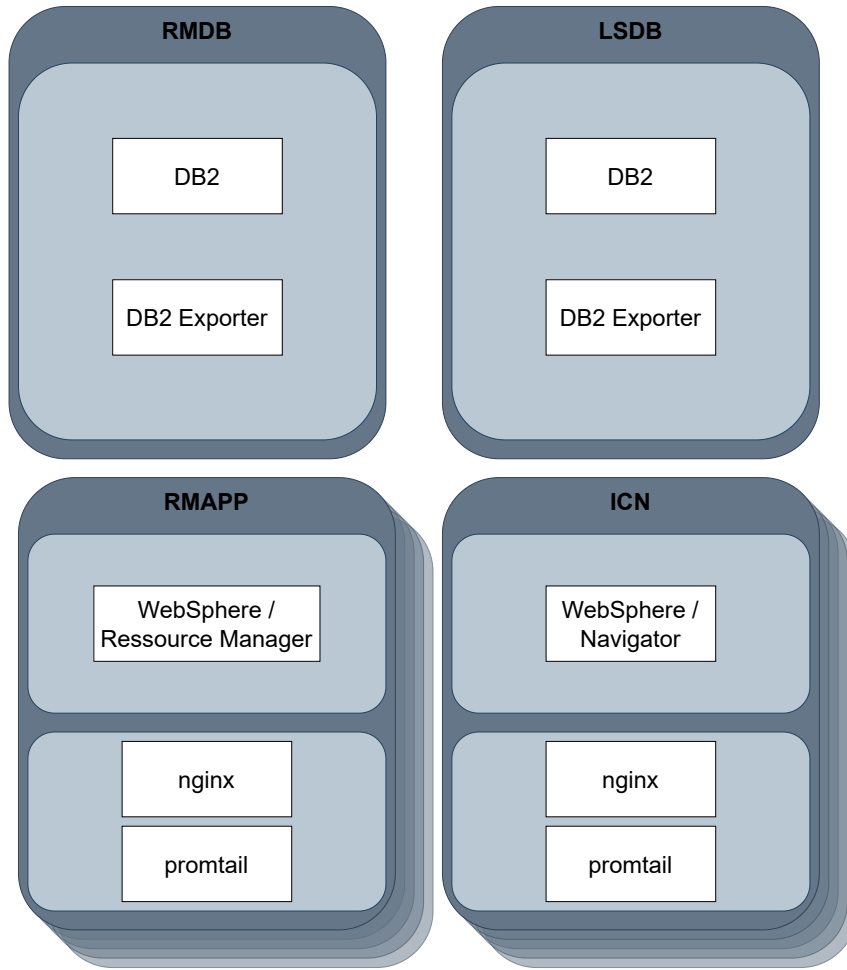 RMDB
DB2
DB2 Exporter
LSDB
DB2
DB2 Exporter
RMAPP
WebSphere /
Ressource Manager
nginx
promtail
ICN
WebSphere /
Navigator
nginx
promtail